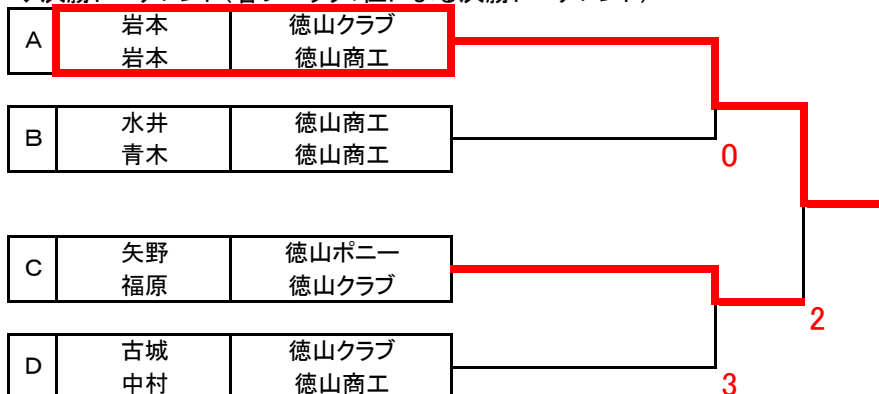 A 岩本 徳山クラブ
岩本 徳山商工
B 水井 徳山商工
青木 徳山商工
0
C 矢野 徳山ポニー
福原 徳山クラブ
2
D 古城 徳山クラブ
中村 徳山商工
3